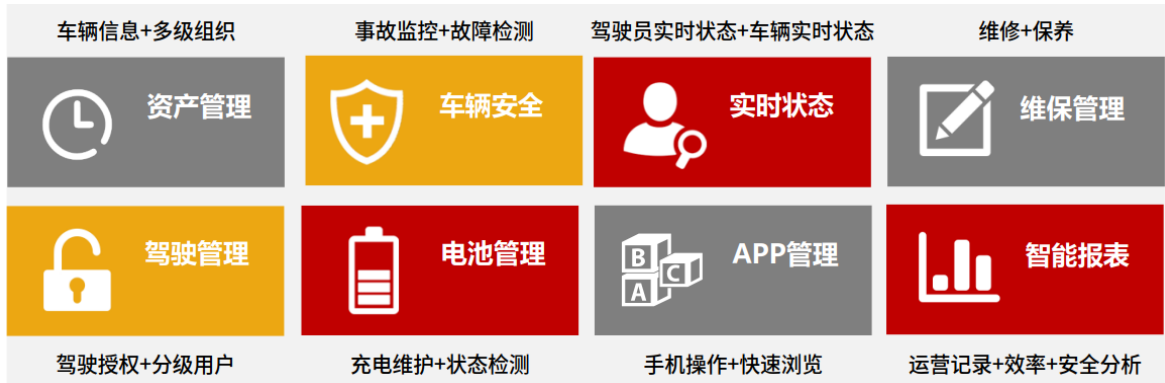 车辆信息+多级组织
事故监控+故障检测
驾驶员实时状态+车辆实时状态
维修+保养
资产管理
车辆安全
实时状态
维保管理
驾驶管理
电池管理
B
A
C
APP管理
智能报表
驾驶授权+分级用户
充电维护+状态检测
手机操作+快速浏览
运营记录+效率+安全分析